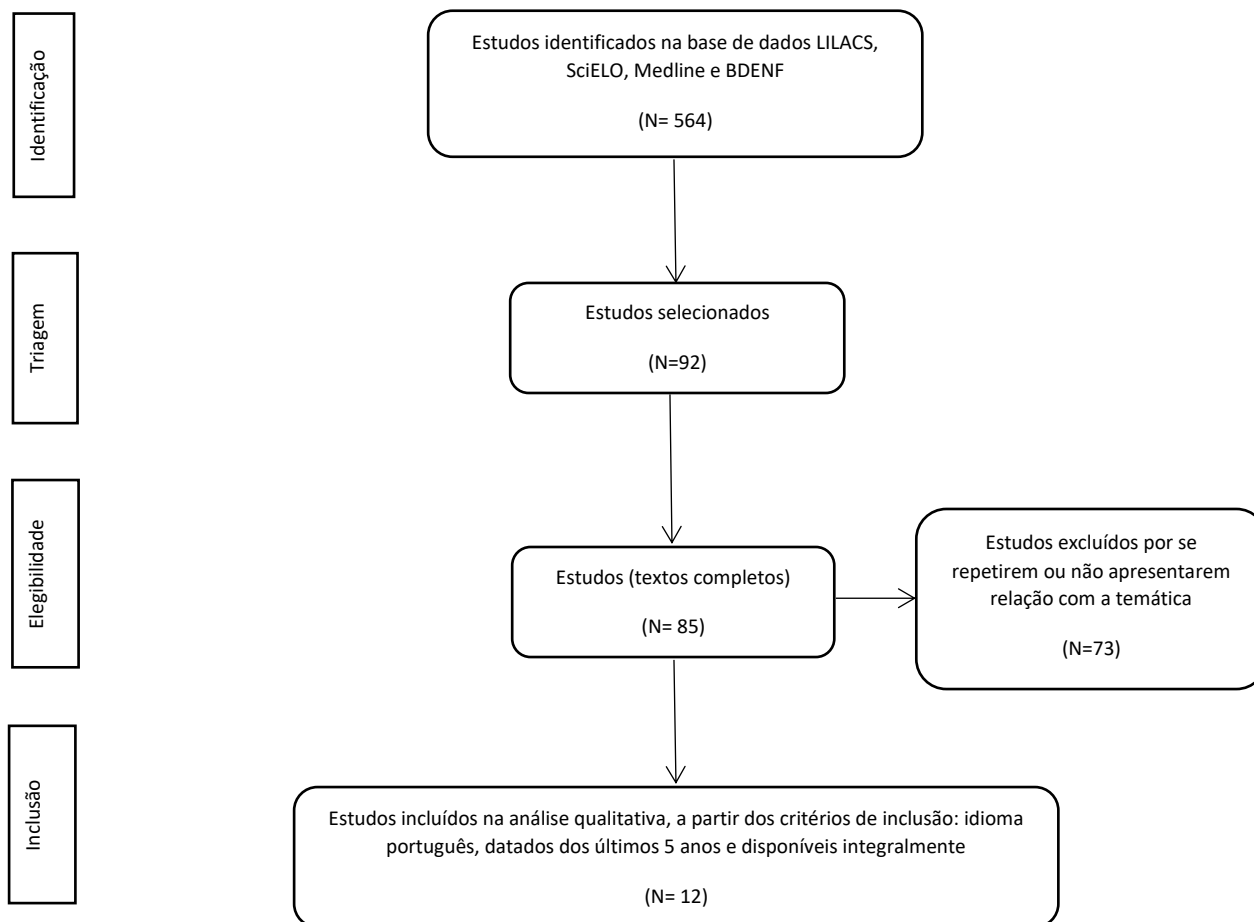 Identificação
Estudos identificados na base de dados LILACS,
SciELO, Medline e BDENF
(N= 564)
Triagem
Estudos selecionados
(N=92)
Elegibilidade
Estudos (textos completos)
(N= 85)
Estudos excluídos por se
repetirem ou não apresentarem
relação com a temática
(N=73)
Inclusão
Estudos incluídos na análise qualitativa, a partir dos critérios de inclusão: idioma
português, datados dos últimos 5 anos e disponíveis integralmente
(N= 12)